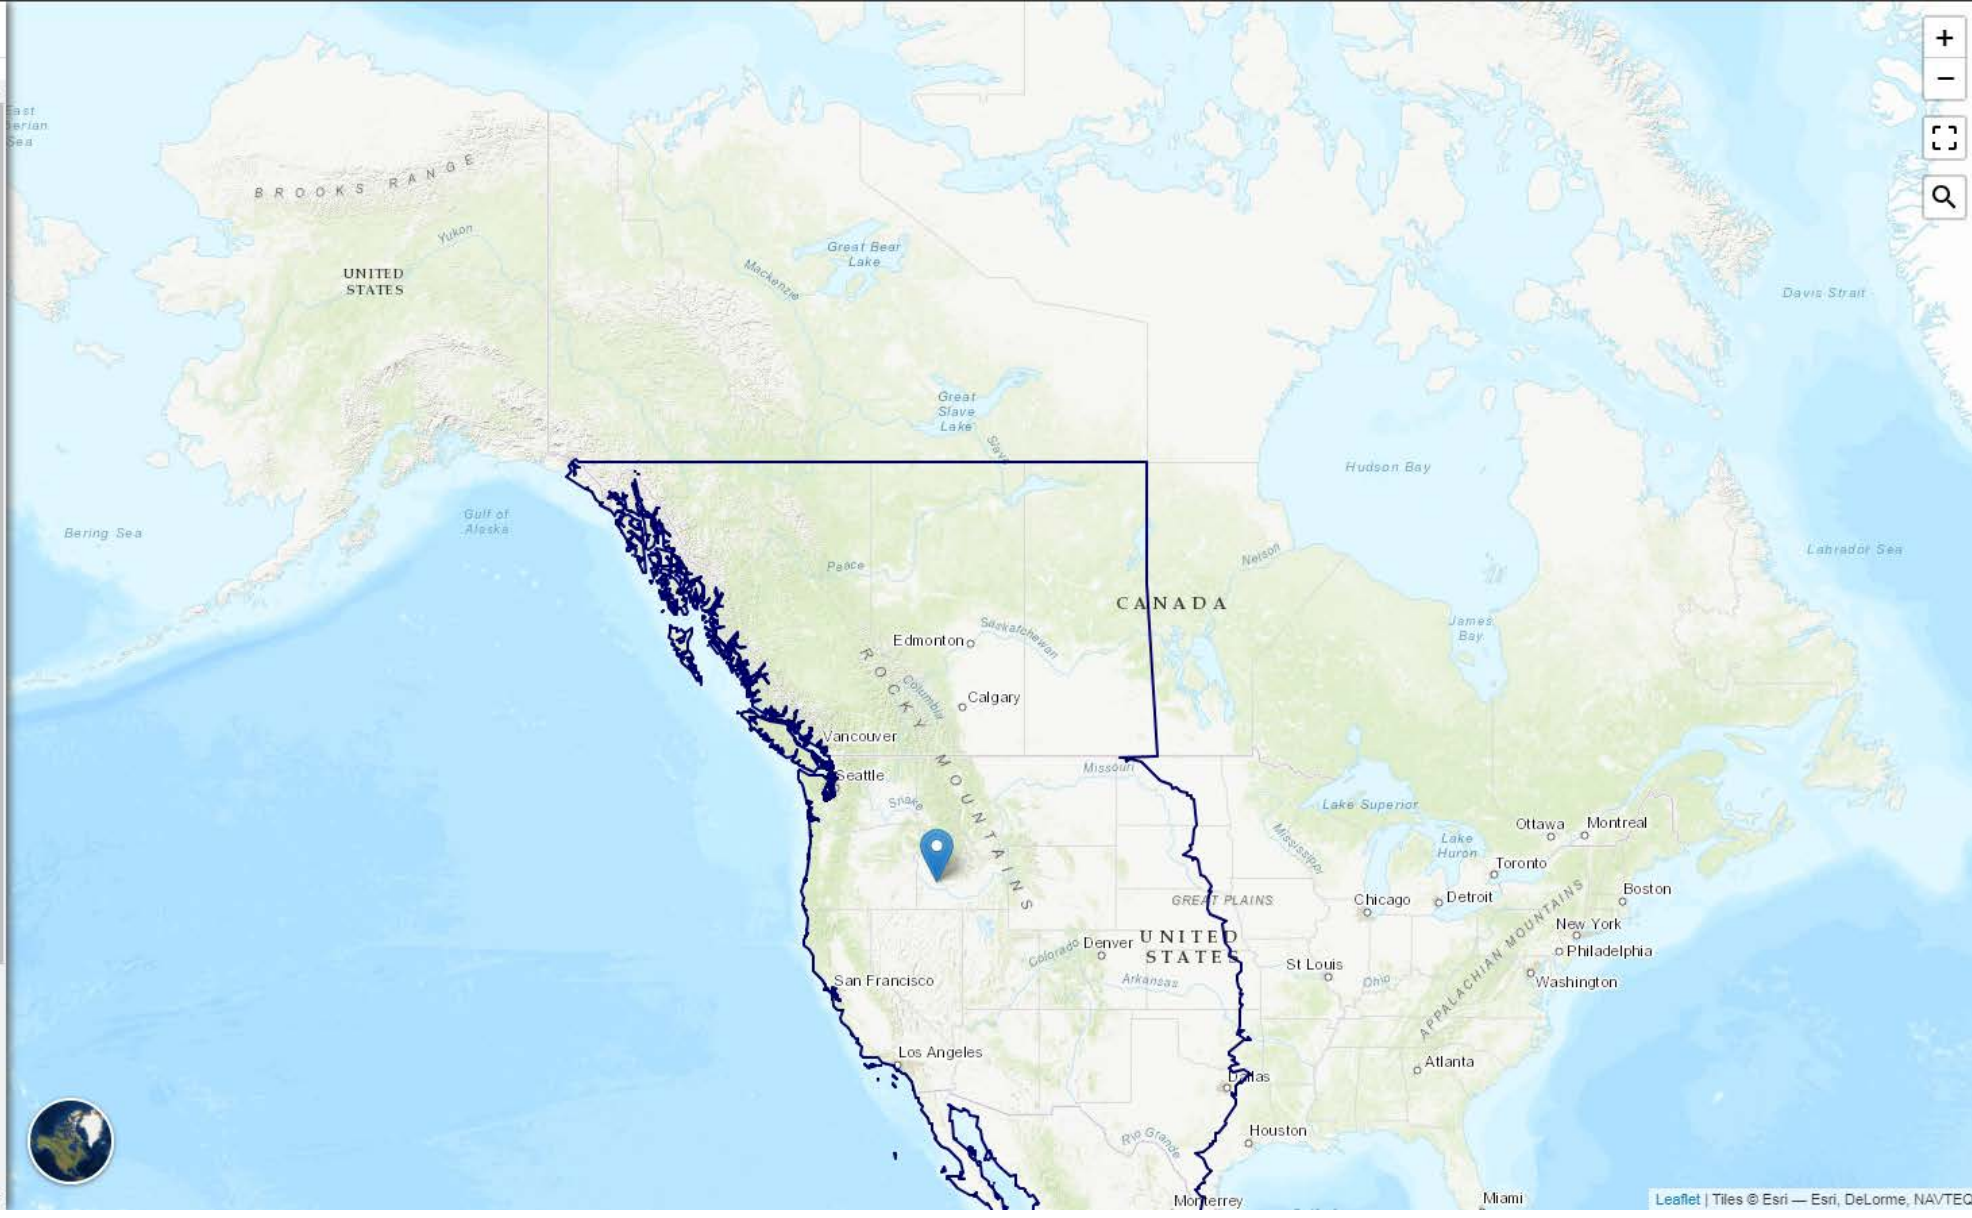 +
−
East
Siberian
Sea
BROOKS RANGE
Yukon
UNITED
STATES
Great Bear
Lake
Mackenzie
Davis Strait
Great
Slave
Lake
Slave
Hudson Bay
Gulf of
Alaska
Bering Sea
Labrador Sea
Peace
Nelson
CANADA
James
Bay
Edmonton
Saskatchewan
ROCKY MOUNTAINS
Columbia
Calgary
Vancouver
Missouri
Seattle
Snake
Lake Superior
Mississippi
Ottawa
Montreal
Lake
Huron
Toronto
GREAT PLAINS
Chicago
Detroit
Boston
APPALACHIAN MOUNTAINS
New York
Philadelphia
Washington
UNITED
STATES
Colorado
Denver
St Louis
Ohio
San Francisco
Arkansas
Los Angeles
Dallas
Atlanta
Rio Grande
Houston
Monterrey
Miami
Leaflet | Tiles © Esri — Esri, DeLorme, NAVTEQ